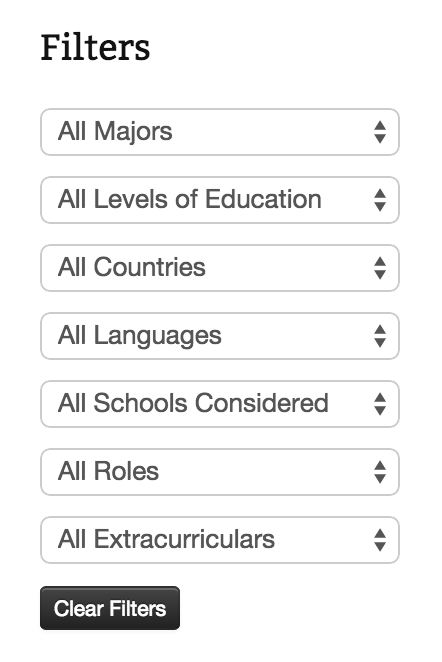 Filters
All Majors
All Levels of Education
All Countries
All Languages
All Schools Considered
All Roles
All Extracurriculars
Clear Filters